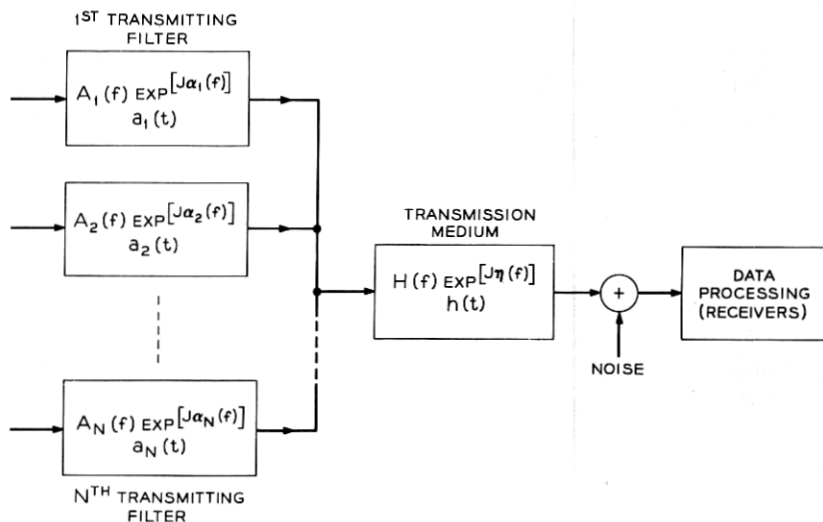 1ST TRANSMITTING
FILTER
A1(f) EXP[Jα1(f)]
a1(t)
A2(f) EXP[Jα2(f)]
a2(t)
TRANSMISSION
MEDIUM
H(f) EXP[Jη(f)]
h(t)
+
NOISE
DATA
PROCESSING
(RECEIVERS)
AN(f) EXP[JαN(f)]
aN(t)
NTH TRANSMITTING
FILTER